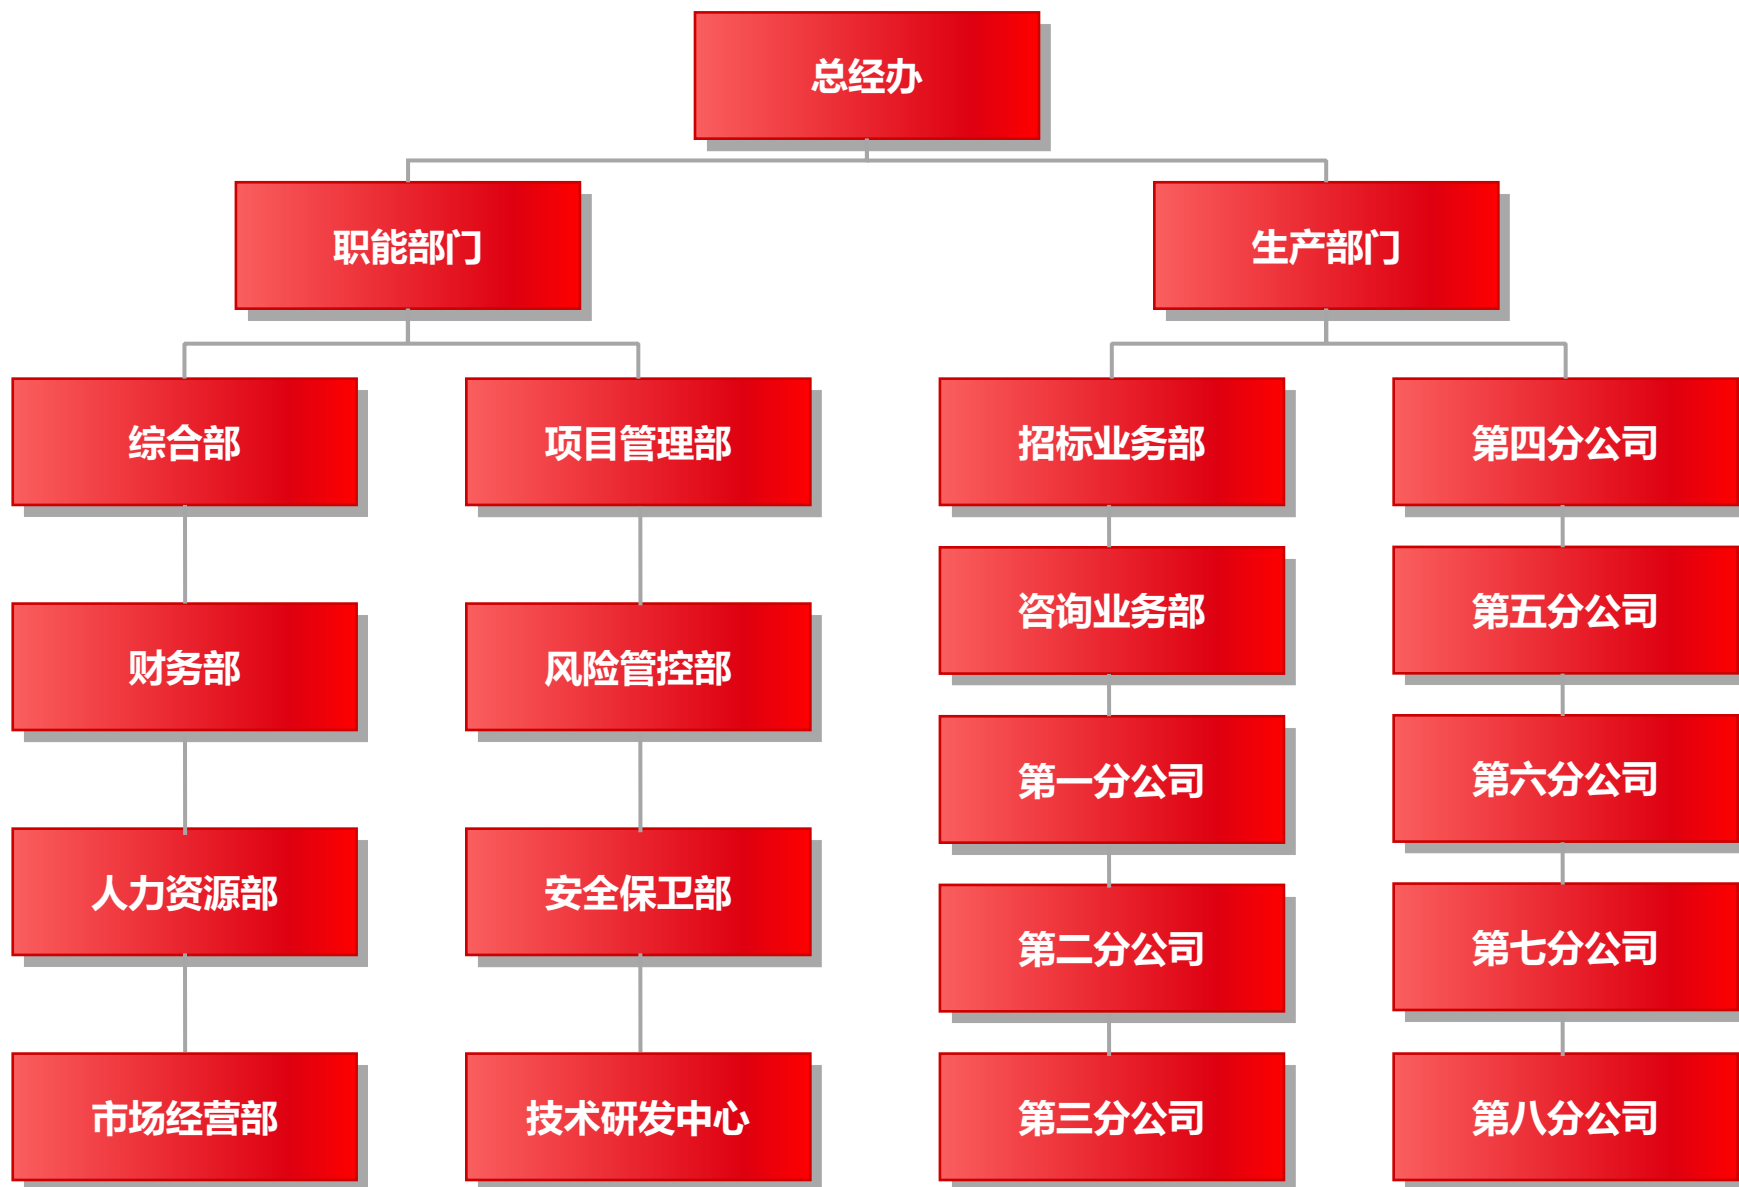 总经办
职能部门
生产部门
综合部
项目管理部
招标业务部
第四分公司
咨询业务部
第五分公司
财务部
风险管控部
第一分公司
第六分公司
人力资源部
安全保卫部
第二分公司
第七分公司
市场经营部
技术研发中心
第三分公司
第八分公司